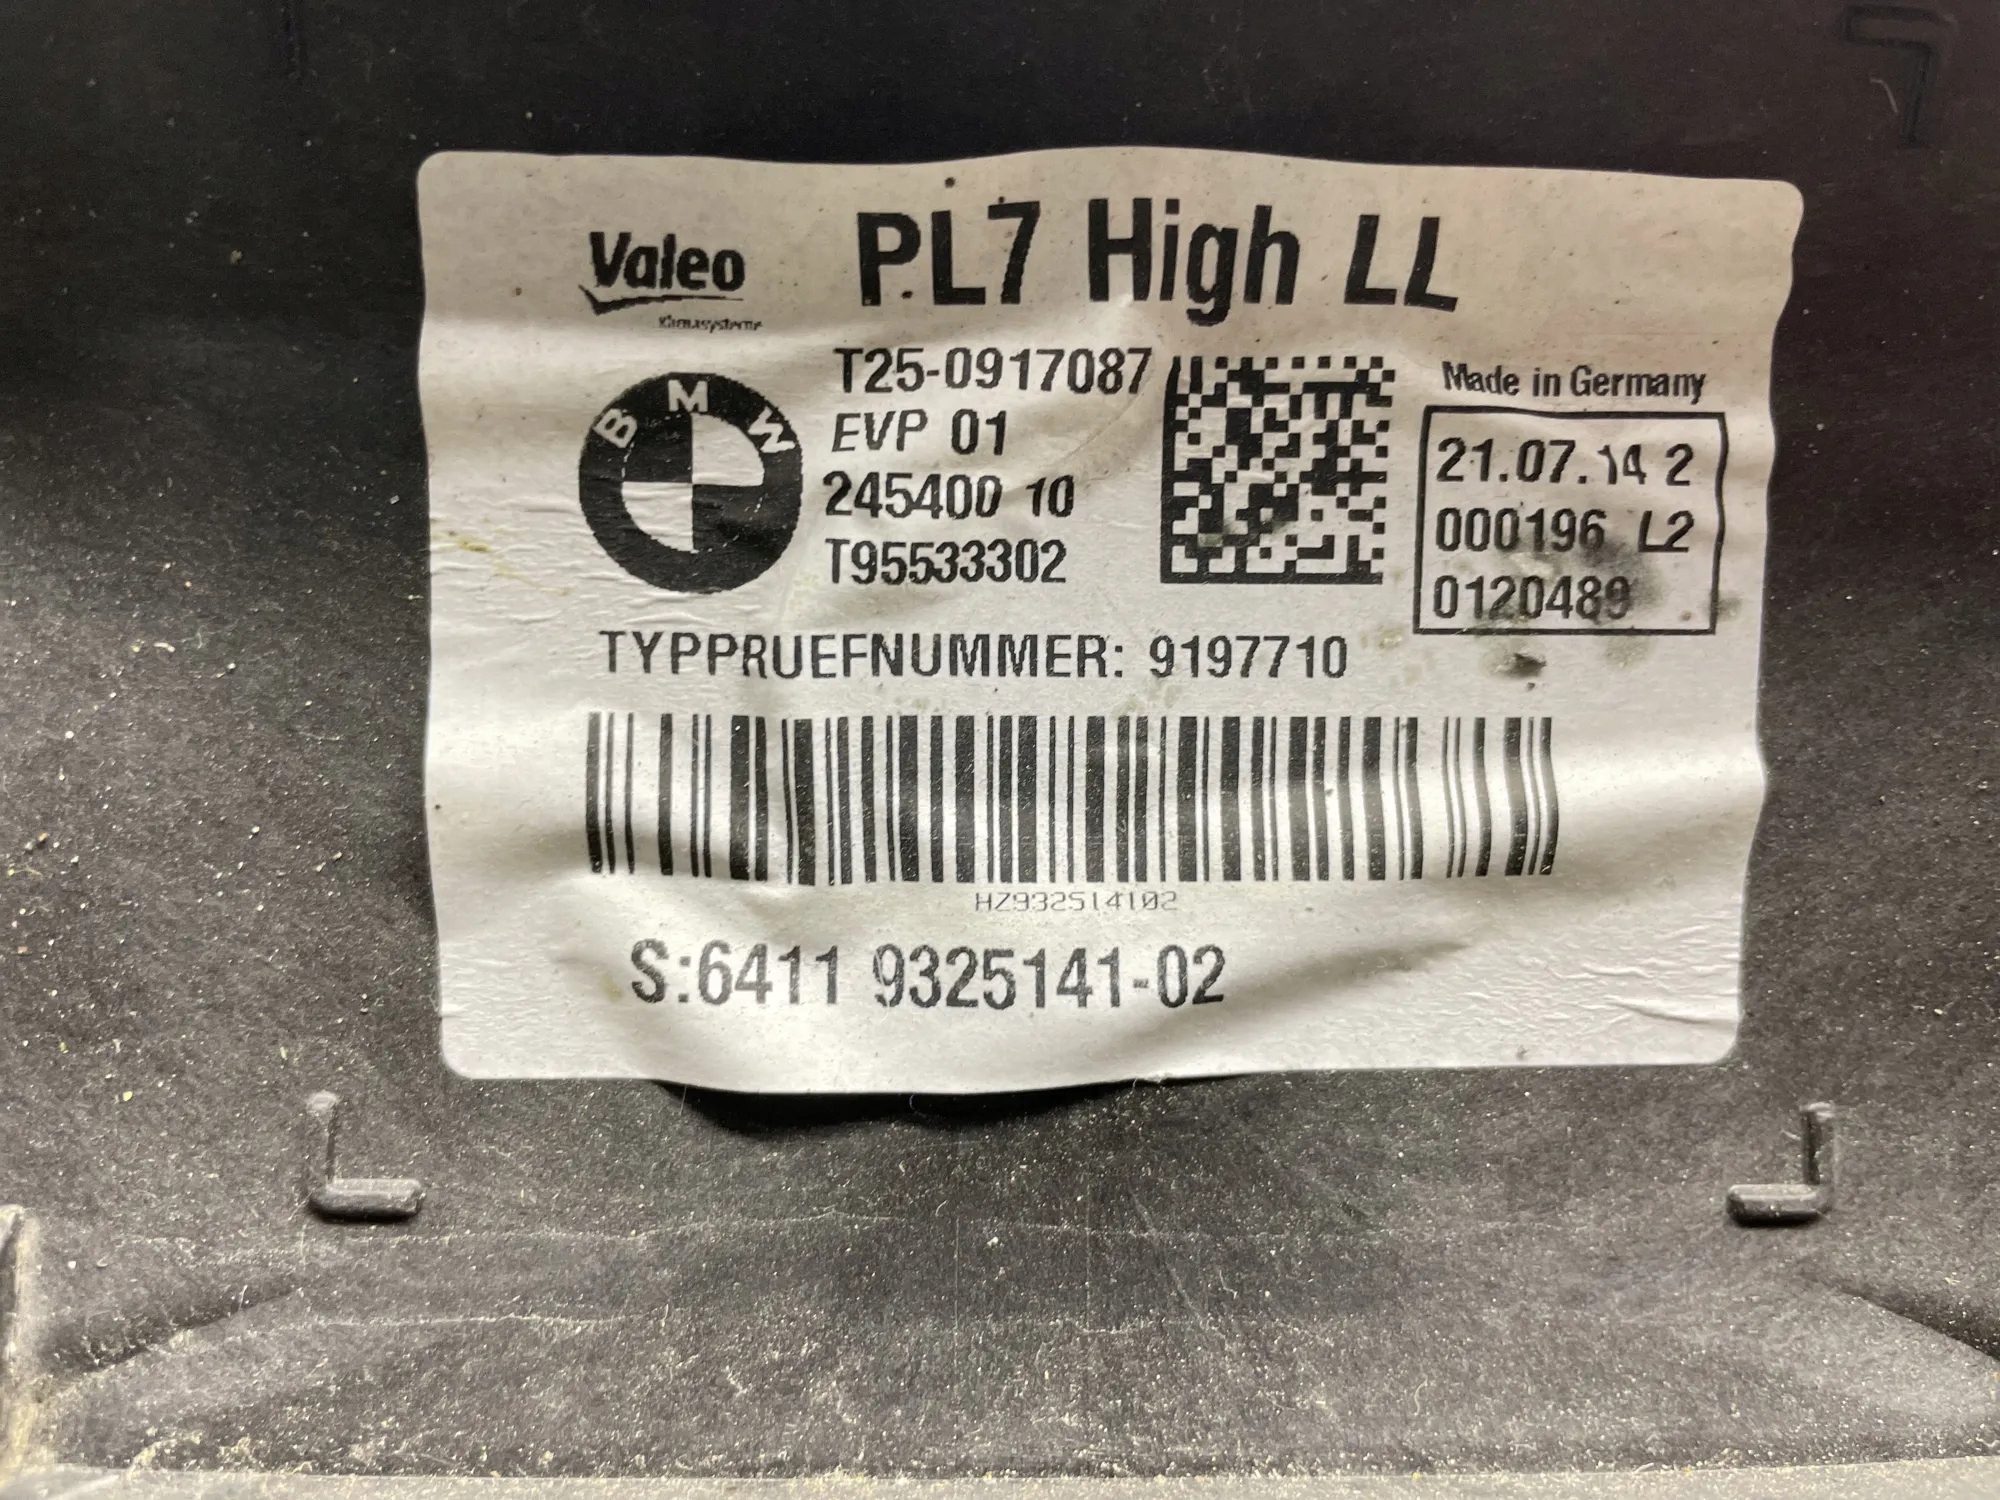 Valeo
Klimasysteme
PL7 High LL
BMW
T25-0917087
EVP 01
245400 10
T95533302
Made in Germany
21.07.14 2
000196 L2
0120489
TYPPRUEFNUMMER: 9197710
HZ932514102
S:6411 9325141-02